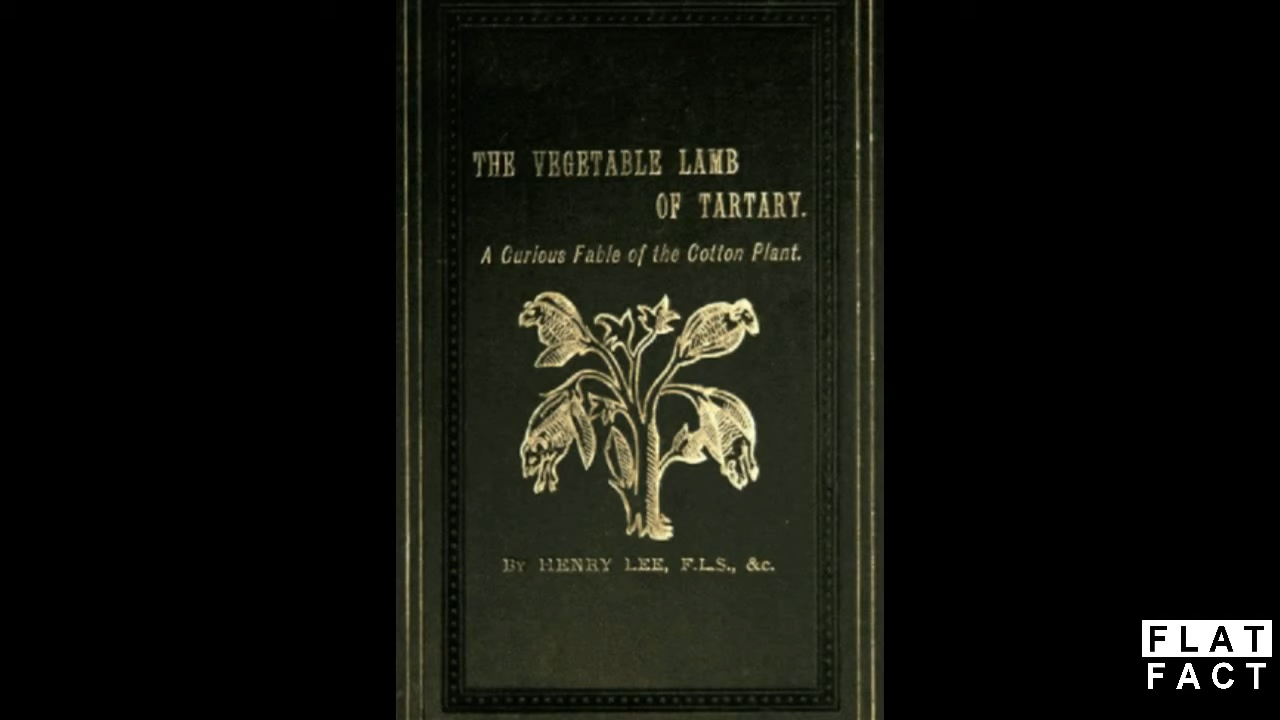 THE VEGETABLE LAMB
OF TARTARY.
A Curious Fable of the Cotton Plant.
By HENRY LEE, F.L.S., &c.
FLAT
FACT